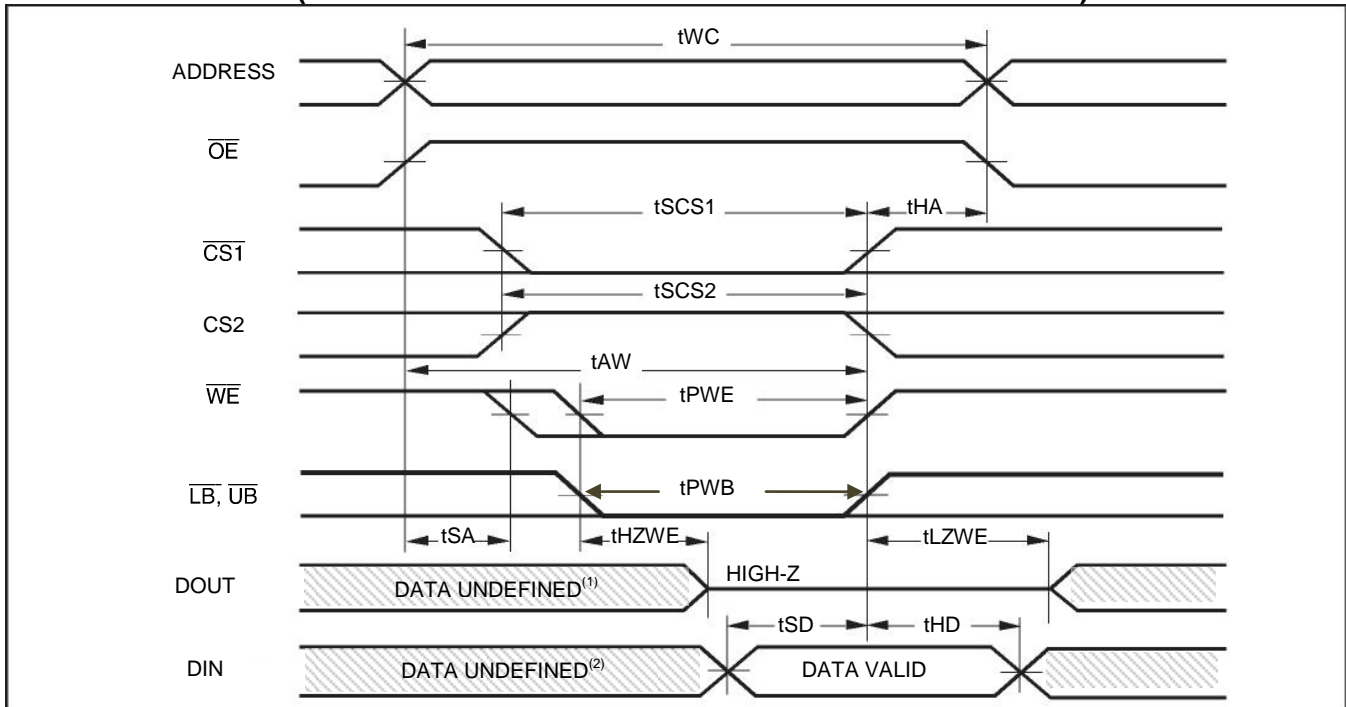 (
)
tWC
ADDRESS
OE
tSCS1
tHA
CS1
tSCS2
CS2
tAW
WE
tPWE
LB, UB
tPWB
tSA
tHZWE
tLZWE
DOUT
DATA UNDEFINED(1)
HIGH-Z
tSD
tHD
DIN
DATA UNDEFINED(2)
DATA VALID